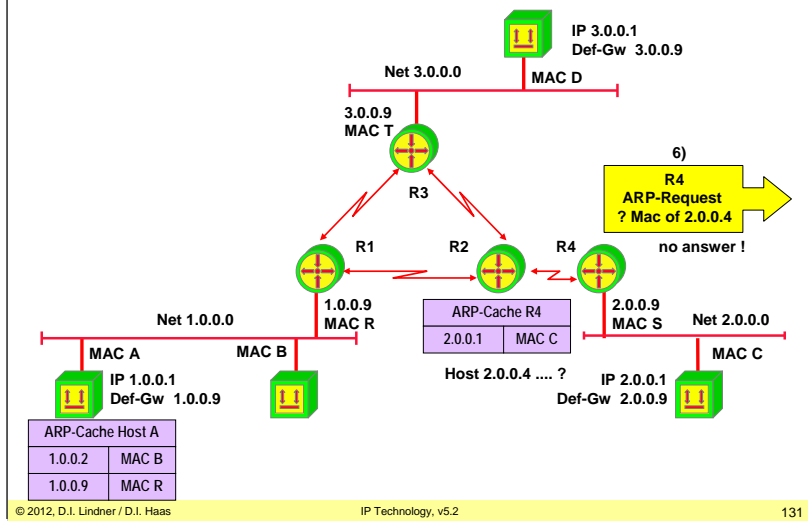 IP 3.0.0.1
Def-Gw 3.0.0.9
Net 3.0.0.0
MAC D
3.0.0.9
MAC T
R3
6)
R4
ARP-Request
? Mac of 2.0.0.4
no answer !
R1
R2
R4
1.0.0.9
MAC R
Net 1.0.0.0
ARP-Cache R4
2.0.0.1 MAC C
Host 2.0.0.4 .... ?
2.0.0.9
MAC S
Net 2.0.0.0
MAC A
MAC B
MAC C
IP 1.0.0.1
Def-Gw 1.0.0.9
IP 2.0.0.1
Def-Gw 2.0.0.9
ARP-Cache Host A
1.0.0.2 MAC B
1.0.0.9 MAC R
© 2012, D.I. Lindner / D.I. Haas
IP Technology, v5.2
131